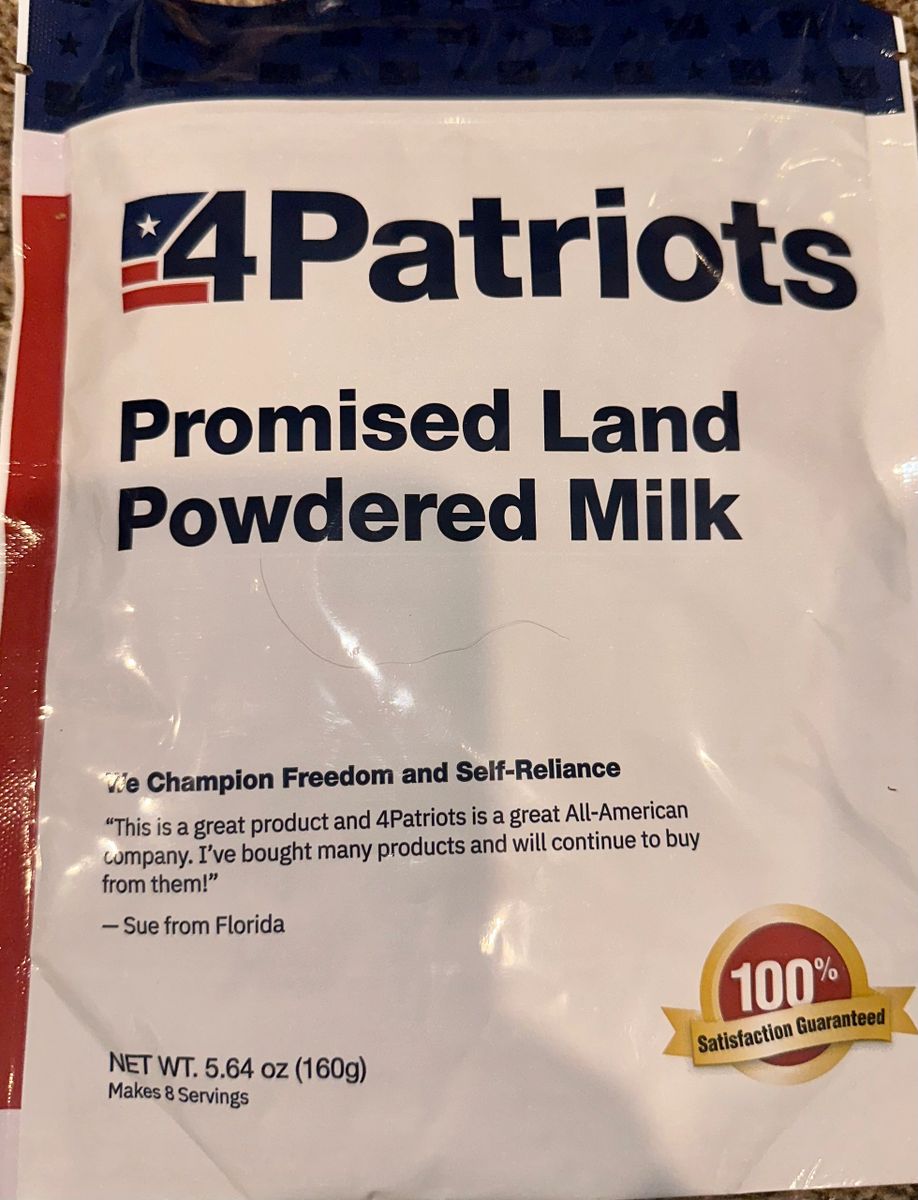 4Patriots
Promised Land
Powdered Milk
We Champion Freedom and Self-Reliance
“This is a great product and 4Patriots is a great All-American
company. I’ve bought many products and will continue to buy
from them!”
— Sue from Florida
100%
Satisfaction Guaranteed
NET WT. 5.64 oz (160g)
Makes 8 Servings